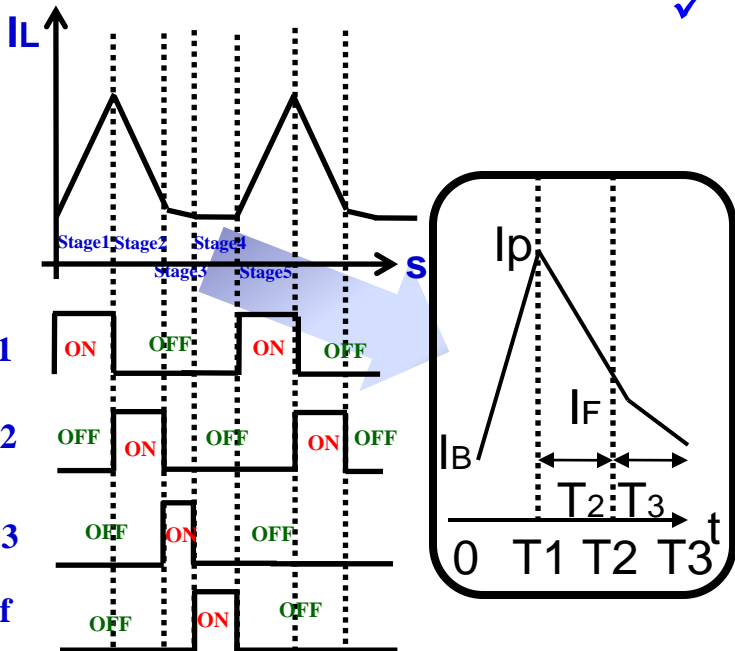 IL
Stage1 Stage2 Stage4
Stage3 Stage5
s
1 ON OFF ON OFF
2 OFF ON OFF ON OFF
3 OFF ON OFF
f OFF ON OFF
Ip
IF
IB
T2 T3
t
0 T1 T2 T3